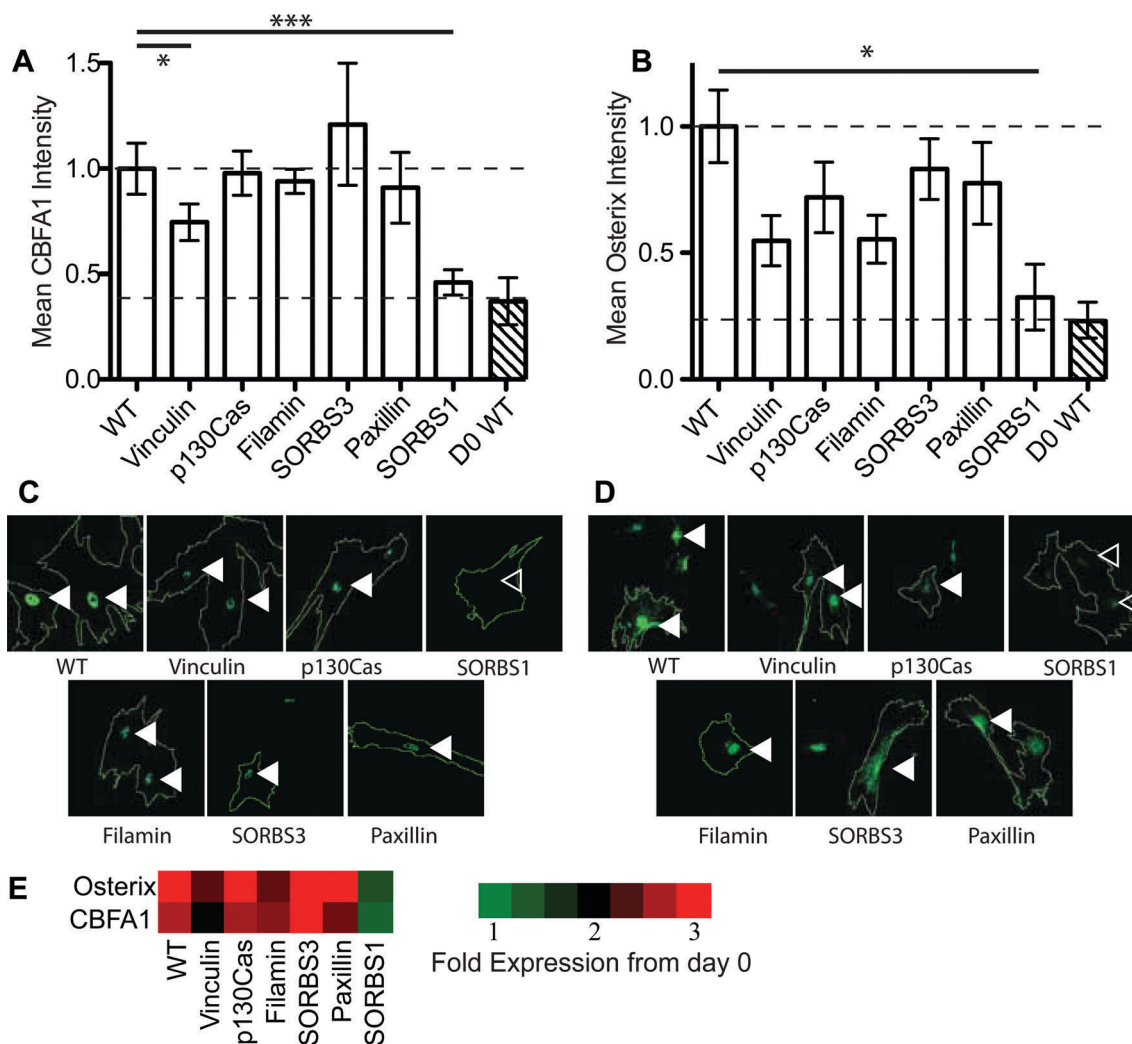 ***
*
A
Mean CBFA1 Intensity
1.5
1.0
0.5
0.0
WT
Vinculin
p130Cas
Filamin
SORBS3
Paxillin
SORBS1
D0 WT
*
B
Mean Osterix Intensity
1.0
0.5
0.0
WT
Vinculin
p130Cas
Filamin
SORBS3
Paxillin
SORBS1
D0 WT
C
WT Vinculin p130Cas SORBS1
Filamin SORBS3 Paxillin
D
WT Vinculin p130Cas SORBS1
Filamin SORBS3 Paxillin
E
Osterix
CBFA1
WT
Vinculin
p130Cas
Filamin
SORBS3
Paxillin
SORBS1
1 2 3
Fold Expression from day 0